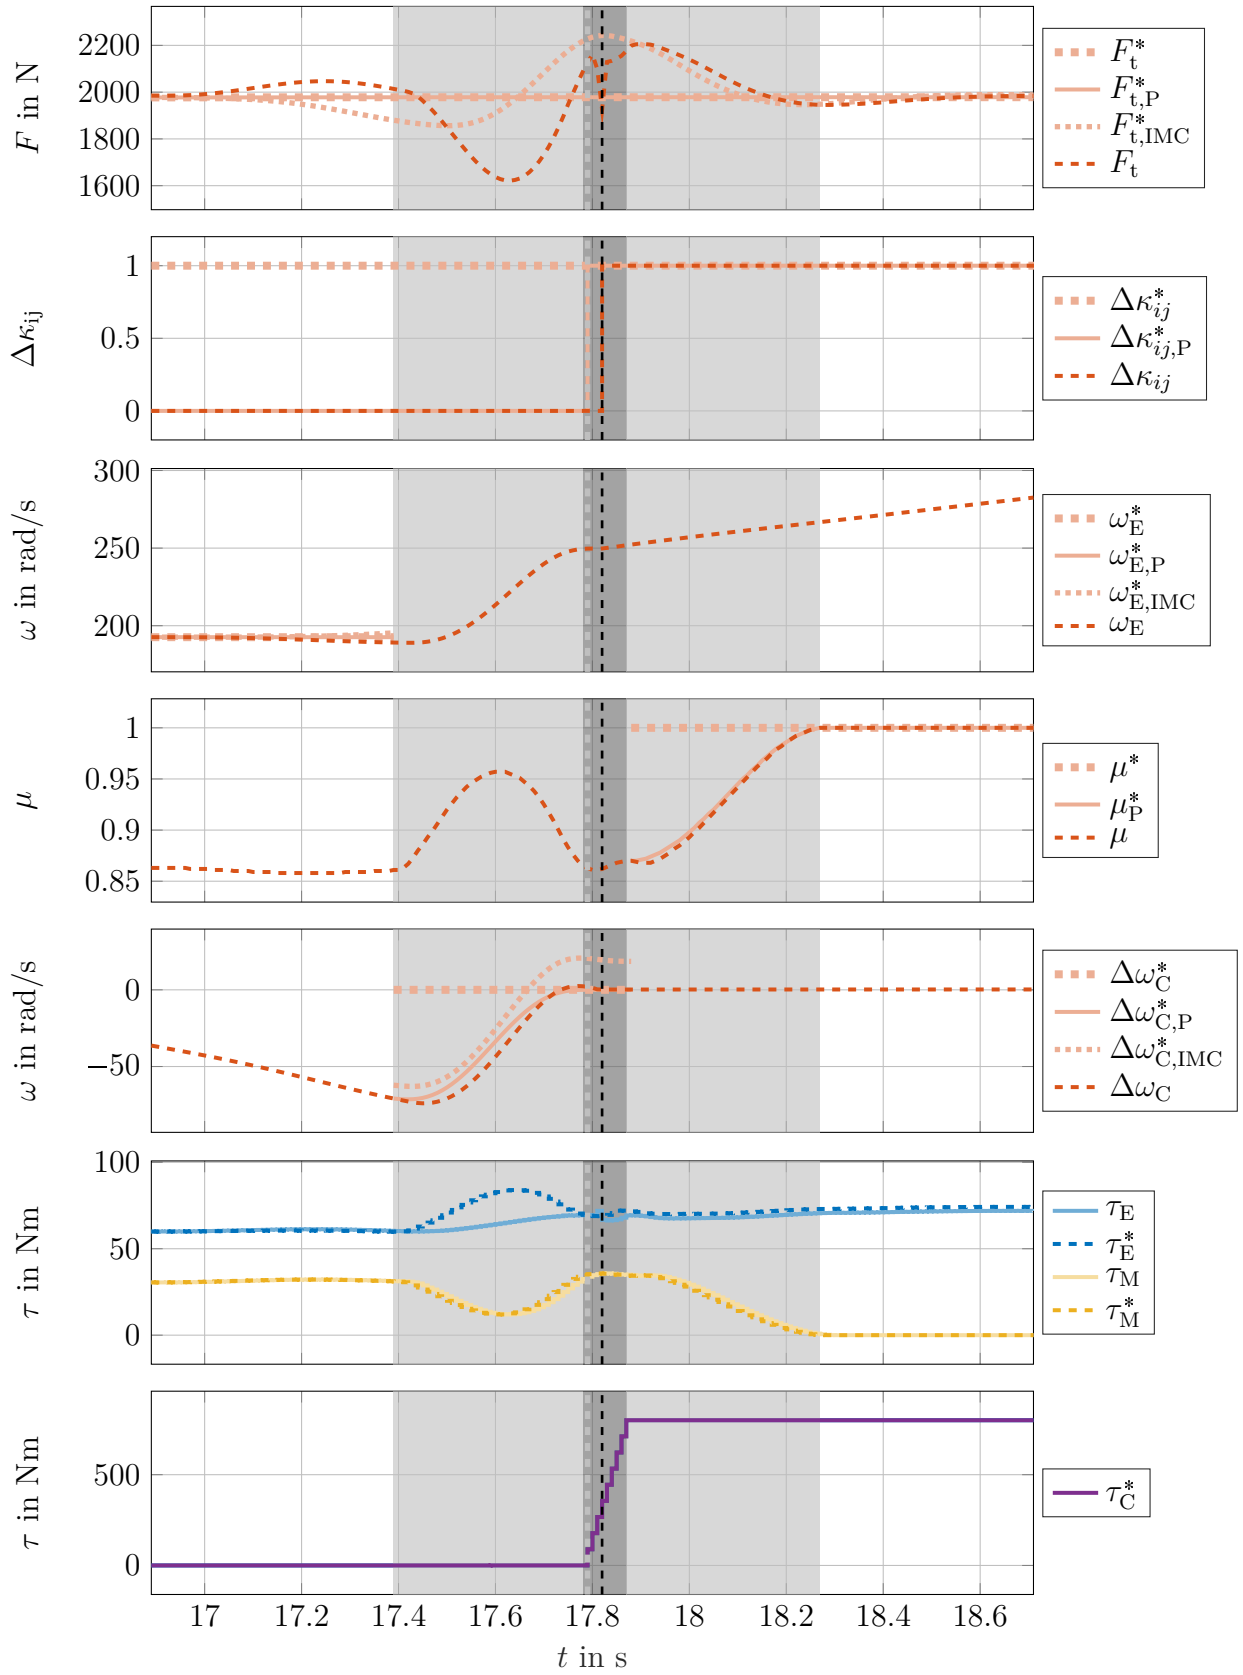 F in N
2200
2000
1800
1600
F*t
F*t,P
F*t,IMC
Ft
Δκij
1
0.5
0
Δκ*ij
Δκ*ij,P
Δκij
ω in rad/s
300
250
200
ω*E
ω*E,P
ω*E,IMC
ωE
μ
1
0.95
0.9
0.85
μ*
μ*P
μ
ω in rad/s
0
−50
Δω*C
Δω*C,P
Δω*C,IMC
ΔωC
τ in Nm
100
50
0
τE
τ*E
τM
τ*M
τ in Nm
500
0
τ*C
17 17.2 17.4 17.6 17.8 18 18.2 18.4 18.6
t in s